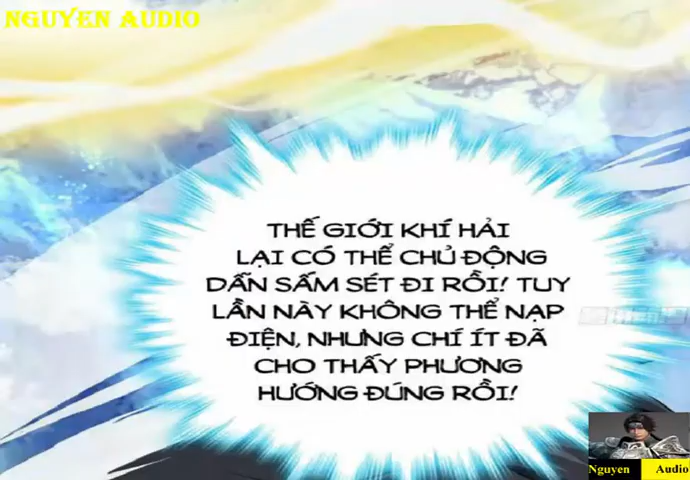 NGUYEN AUDIO
THẾ GIỚI KHÍ HẢI
LẠI CÓ THỂ CHỦ ĐỘNG
DẪN SẤM SÉT ĐI RỒI! TUY
LẦN NÀY KHÔNG THỂ NẠP
ĐIỆN, NHƯNG CHÍ ÍT ĐÃ
CHO THẤY PHƯƠNG
HƯỚNG ĐÚNG RỒI!
Nguyen Audio